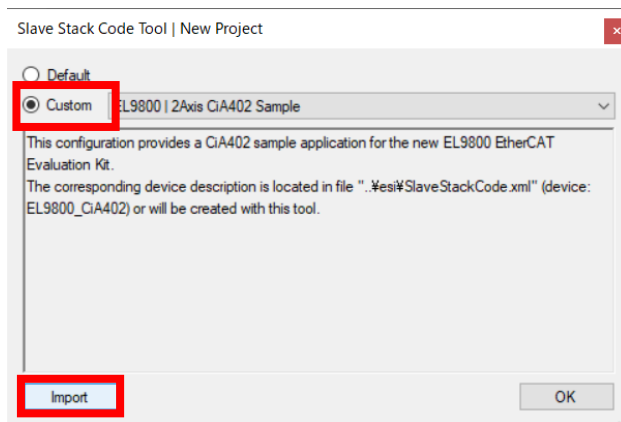 Slave Stack Code Tool | New Project
Default
Custom
EL9800 | 2Axis CiA402 Sample
This configuration provides a CiA402 sample application for the new EL9800 EtherCAT
Evaluation Kit.
The corresponding device description is located in file "..¥esi¥SlaveStackCode.xml" (device:
EL9800_CiA402) or will be created with this tool.
Import
OK